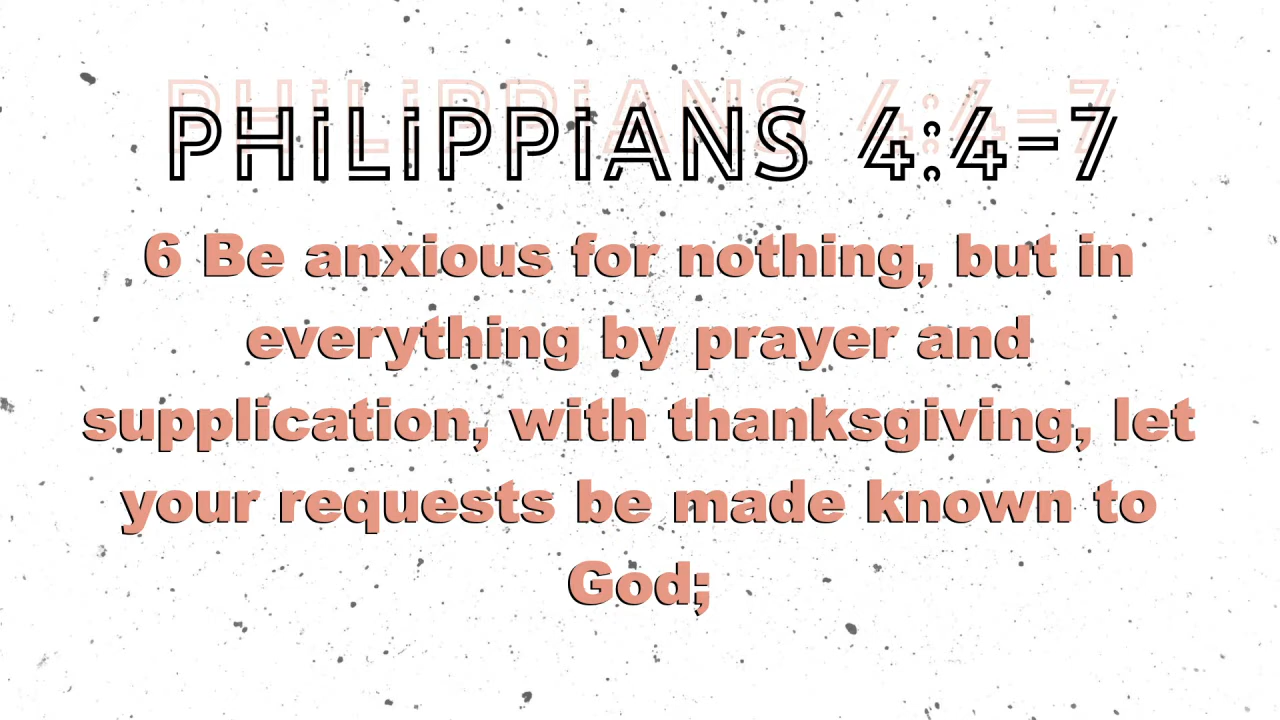 PHiLiPPiANS 4:4-7
6 Be anxious for nothing, but in
everything by prayer and
supplication, with thanksgiving, let
your requests be made known to
God;